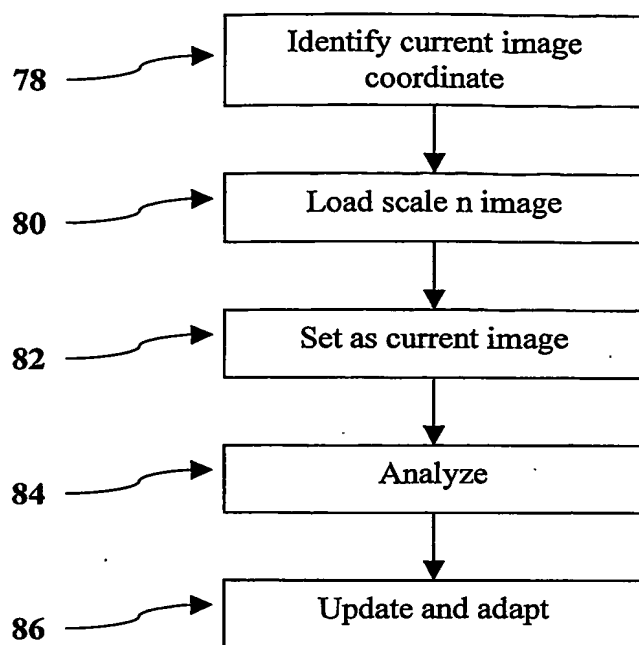 Identify current image
coordinate
78
Load scale n image
80
Set as current image
82
Analyze
84
Update and adapt
86